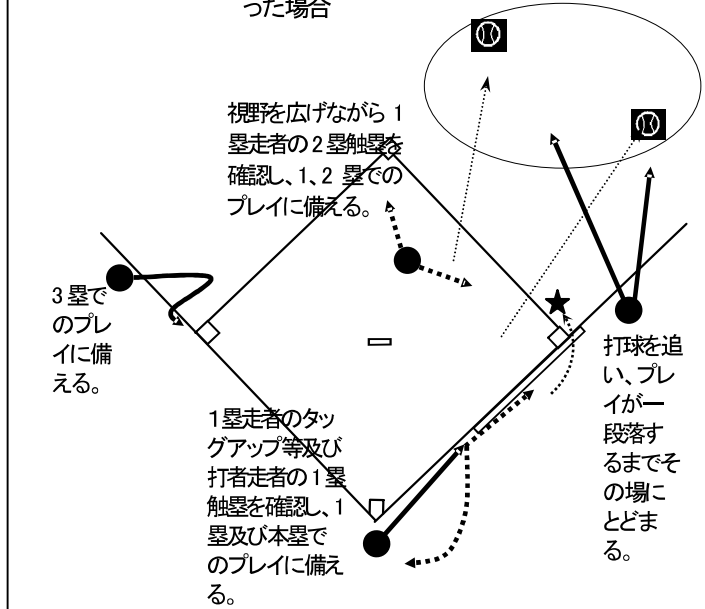 った場合
視野を広げながら 1
塁走者の2塁触塁を
確認し、1、2 塁での
プレイに備える。
3 塁で
のプレ
イに備
える。
打球を追
い、プレ
イが一
段落す
るまでそ
の場に
とどま
る。
1塁走者のタッ
グアップ等及び
打者走者の1塁
触塁を確認し、1
塁及び本塁で
のプレイに備え
る。